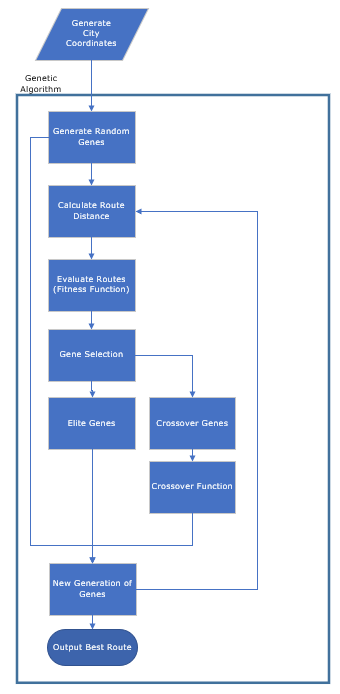 Generate
City
Coordinates
Genetic
Algorithm
Generate Random
Genes
Calculate Route
Distance
Evaluate Routes
(Fitness Function)
Gene Selection
Elite Genes
Crossover Genes
Crossover Function
New Generation of
Genes
Output Best Route